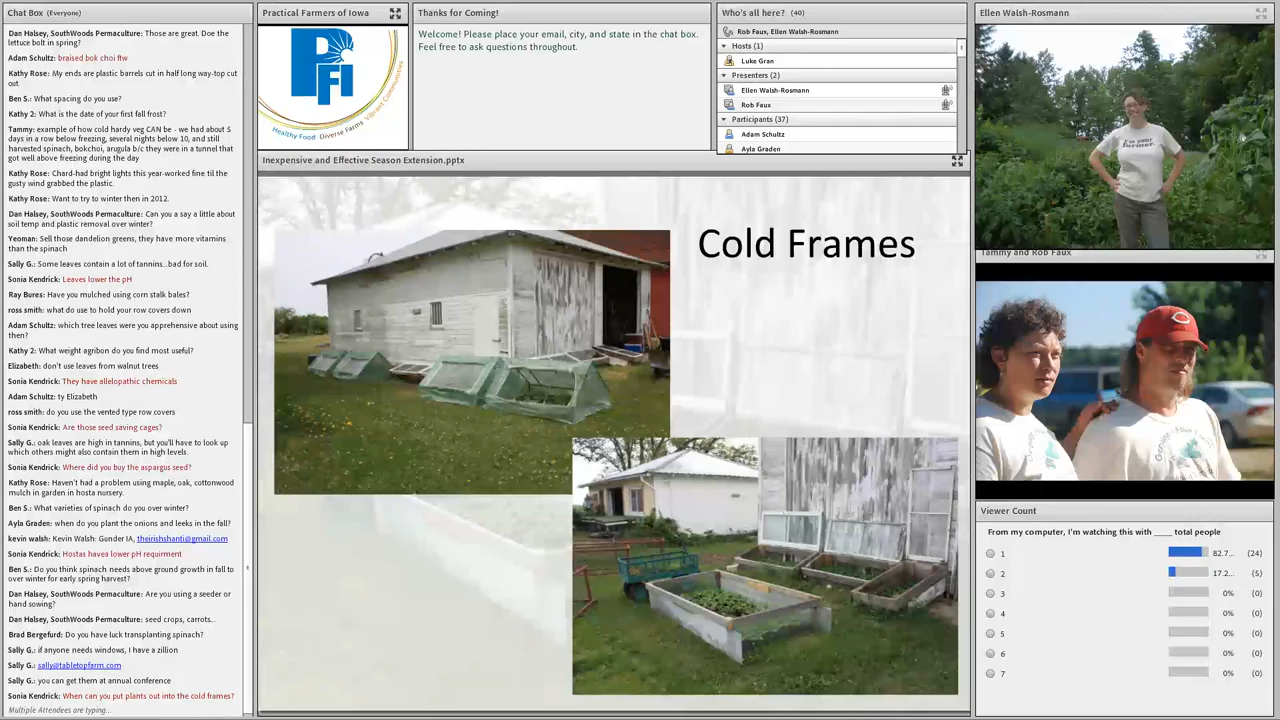 Chat Box (Everyone)
Dan Halsey, SouthWoods Permaculture: Those are great. Doe the
lettuce bolt in spring?
Adam Schultz: braised bok choi ftw
Kathy Rose: My ends are plastic barrels cut in half long way-top cut
out.
Ben S.: What spacing do you use?
Kathy 2: What is the date of your first fall frost?
Tammy: example of how cold hardy veg CAN be - we had about 5
days in a row below freezing, several nights below 10, and still
harvested spinach, bokchoi, arugula b/c they were in a tunnel that
got well above freezing during the day
Kathy Rose: Chard-had bright lights this year-worked fine til the
gusty wind grabbed the plastic.
Kathy Rose: Want to try to winter then in 2012.
Dan Halsey, SouthWoods Permaculture: Can you a say a little about
soil temp and plastic removal over winter?
Yeoman: Sell those dandelion greens, they have more vitamins
than the spinach
Sally G.: Some leaves contain a lot of tannins...bad for soil.
Sonia Kendrick: Leaves lower the pH
Ray Bures: Have you mulched using corn stalk bales?
ross smith: what do use to hold your row covers down
Adam Schultz: which tree leaves were you apprehensive about using
then?
Kathy 2: What weight agribon do you find most useful?
Elizabeth: don't use leaves from walnut trees
Sonia Kendrick: They have allelopathic chemicals
Adam Schultz: ty Elizabeth
ross smith: do you use the vented type row covers
Sonia Kendrick: Are those seed saving cages?
Sally G.: oak leaves are high in tannins, but you'll have to look up
which others might also contain them in high levels.
Sonia Kendrick: Where did you buy the aspargus seed?
Kathy Rose: Haven't had a problem using maple, oak, cottonwood
mulch in garden in hosta nursery.
Ben S.: What varieties of spinach do you over winter?
Ayla Graden: when do you plant the onions and leeks in the fall?
kevin walsh: Kevin Walsh: Gunder IA, theirishshanti@gmail.com
Sonia Kendrick: Hostas havea lower pH requirment
Ben S.: Do you think spinach needs above ground growth in fall to
over winter for early spring harvest?
Dan Halsey, SouthWoods Permaculture: Are you using a seeder or
hand sowing?
Dan Halsey, SouthWoods Permaculture: seed crops, carrots...
Brad Bergefurd: Do you have luck transplanting spinach?
Sally G.: if anyone needs windows, I have a zillion
Sally G.: sally@tabletopfarm.com
Sally G.: you can get them at annual conference
Sonia Kendrick: When can you put plants out into the cold frames?
Multiple Attendees are typing...
Practical Farmers of Iowa
PFi
Healthy Food Diverse Farms Vibrant Communities
Thanks for Coming!
Welcome! Please place your email, city, and state in the chat box.
Feel free to ask questions throughout.
Who's all here? (40)
Rob Faux, Ellen Walsh-Rosmann
Hosts (1)
Luke Gran
Presenters (2)
Ellen Walsh-Rosmann
Rob Faux
Participants (37)
Adam Schultz
Ayla Graden
Inexpensive and Effective Season Extension.pptx
Cold Frames
Ellen Walsh-Rosmann
Tammy and Rob Faux
Viewer Count
From my computer, I'm watching this with ____ total people
1 82.7... (24)
2 17.2... (5)
3 0% (0)
4 0% (0)
5 0% (0)
6 0% (0)
7 0% (0)